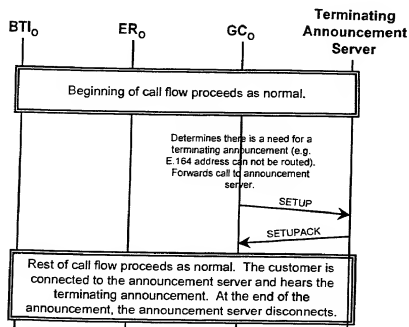 Terminating
BTIO ERO GCO Announcement
Server
Beginning of call flow proceeds as normal.
Determines there is a need for a
terminating announcement (e.g.
E.164 address can not be routed).
Forwards call to announcement
server.
SETUP
SETUPACK
Rest of call flow proceeds as normal. The customer is
connected to the announcement server and hears the
terminating announcement. At the end of the
announcement, the announcement server disconnects.